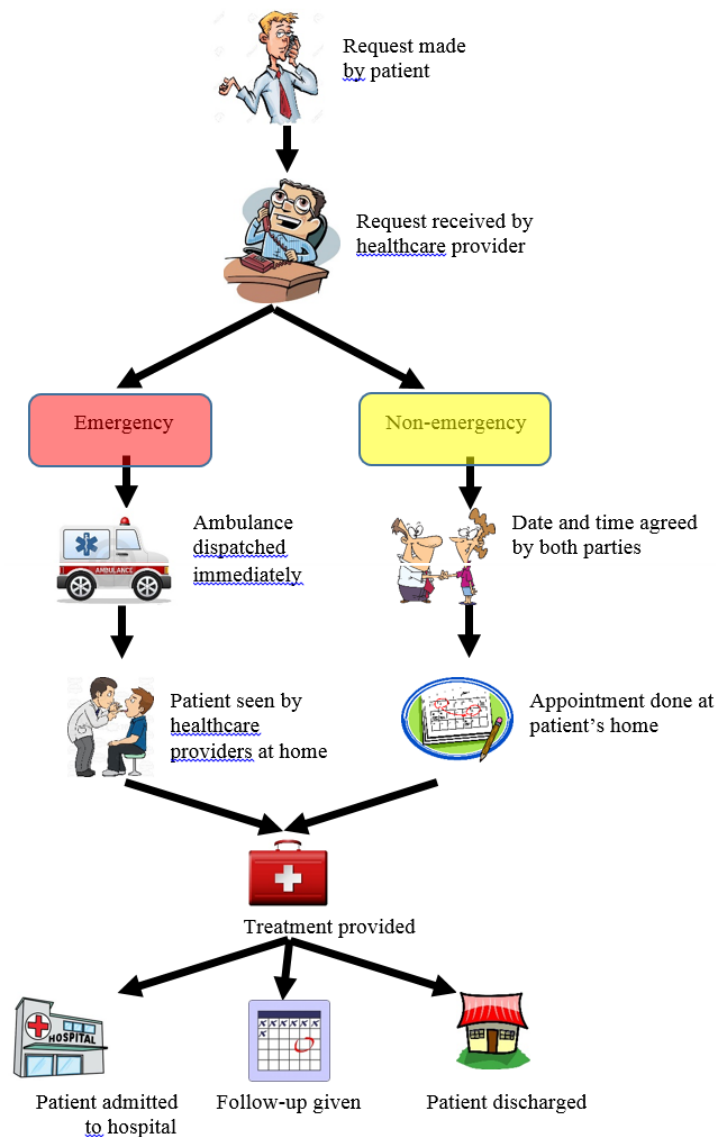 Request made
by patient
Request received by
healthcare provider
Emergency
Non-emergency
Ambulance
dispatched
immediately
AMBULANCE
Date and time agreed
by both parties
Patient seen by
healthcare
providers at home
Appointment done at
patient’s home
Treatment provided
HOSPITAL
Patient admitted
to hospital
Follow-up given
Patient discharged